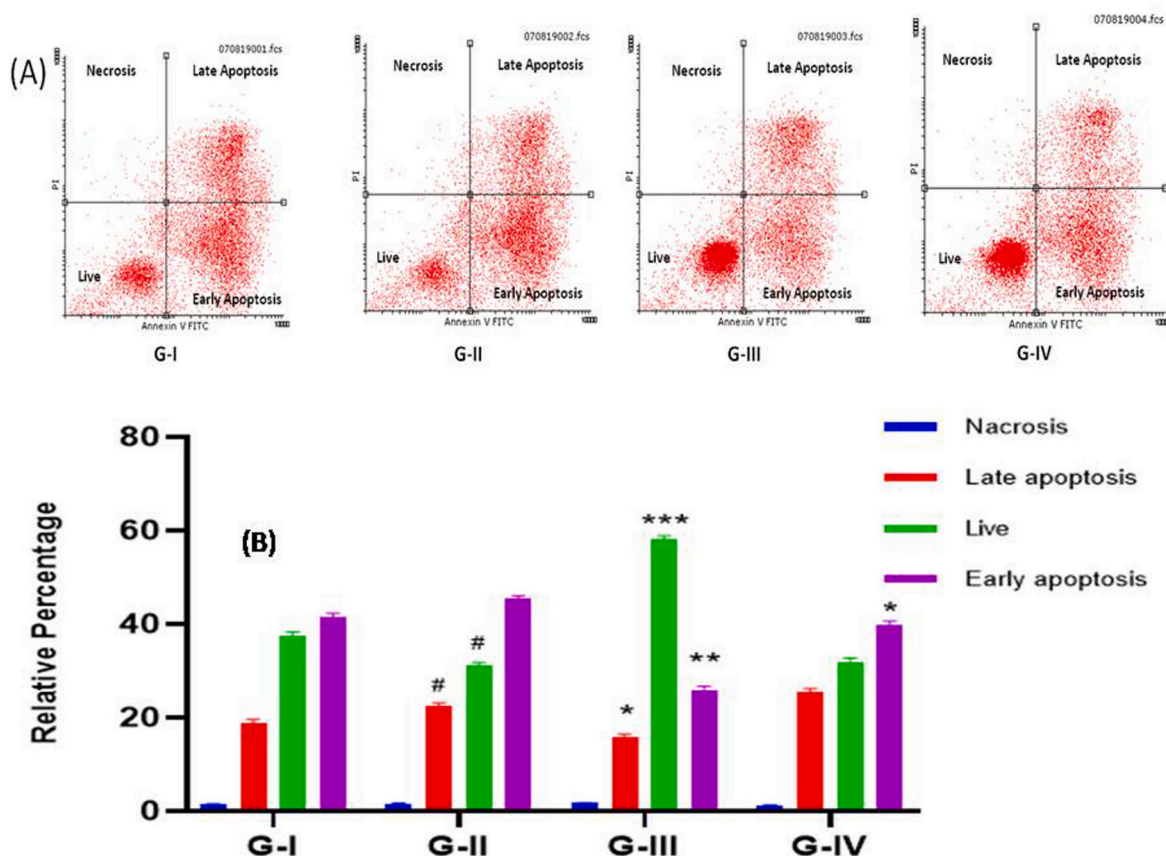 (A)
070819001.fcs
Necrosis
Late Apoptosis
PI
Live
Early Apoptosis
Annexin V FITC
G-I
070819002.fcs
Necrosis
Late Apoptosis
PI
Live
Early Apoptosis
Annexin V FITC
G-II
070819003.fcs
Necrosis
Late Apoptosis
PI
Live
Early Apoptosis
Annexin V FITC
G-III
070819004.fcs
Necrosis
Late Apoptosis
PI
Live
Early Apoptosis
Annexin V FITC
G-IV
(B)
Relative Percentage
80
60
40
20
0
#
#
*
***
**
*
G-I
G-II
G-III
G-IV
Nacrosis
Late apoptosis
Live
Early apoptosis